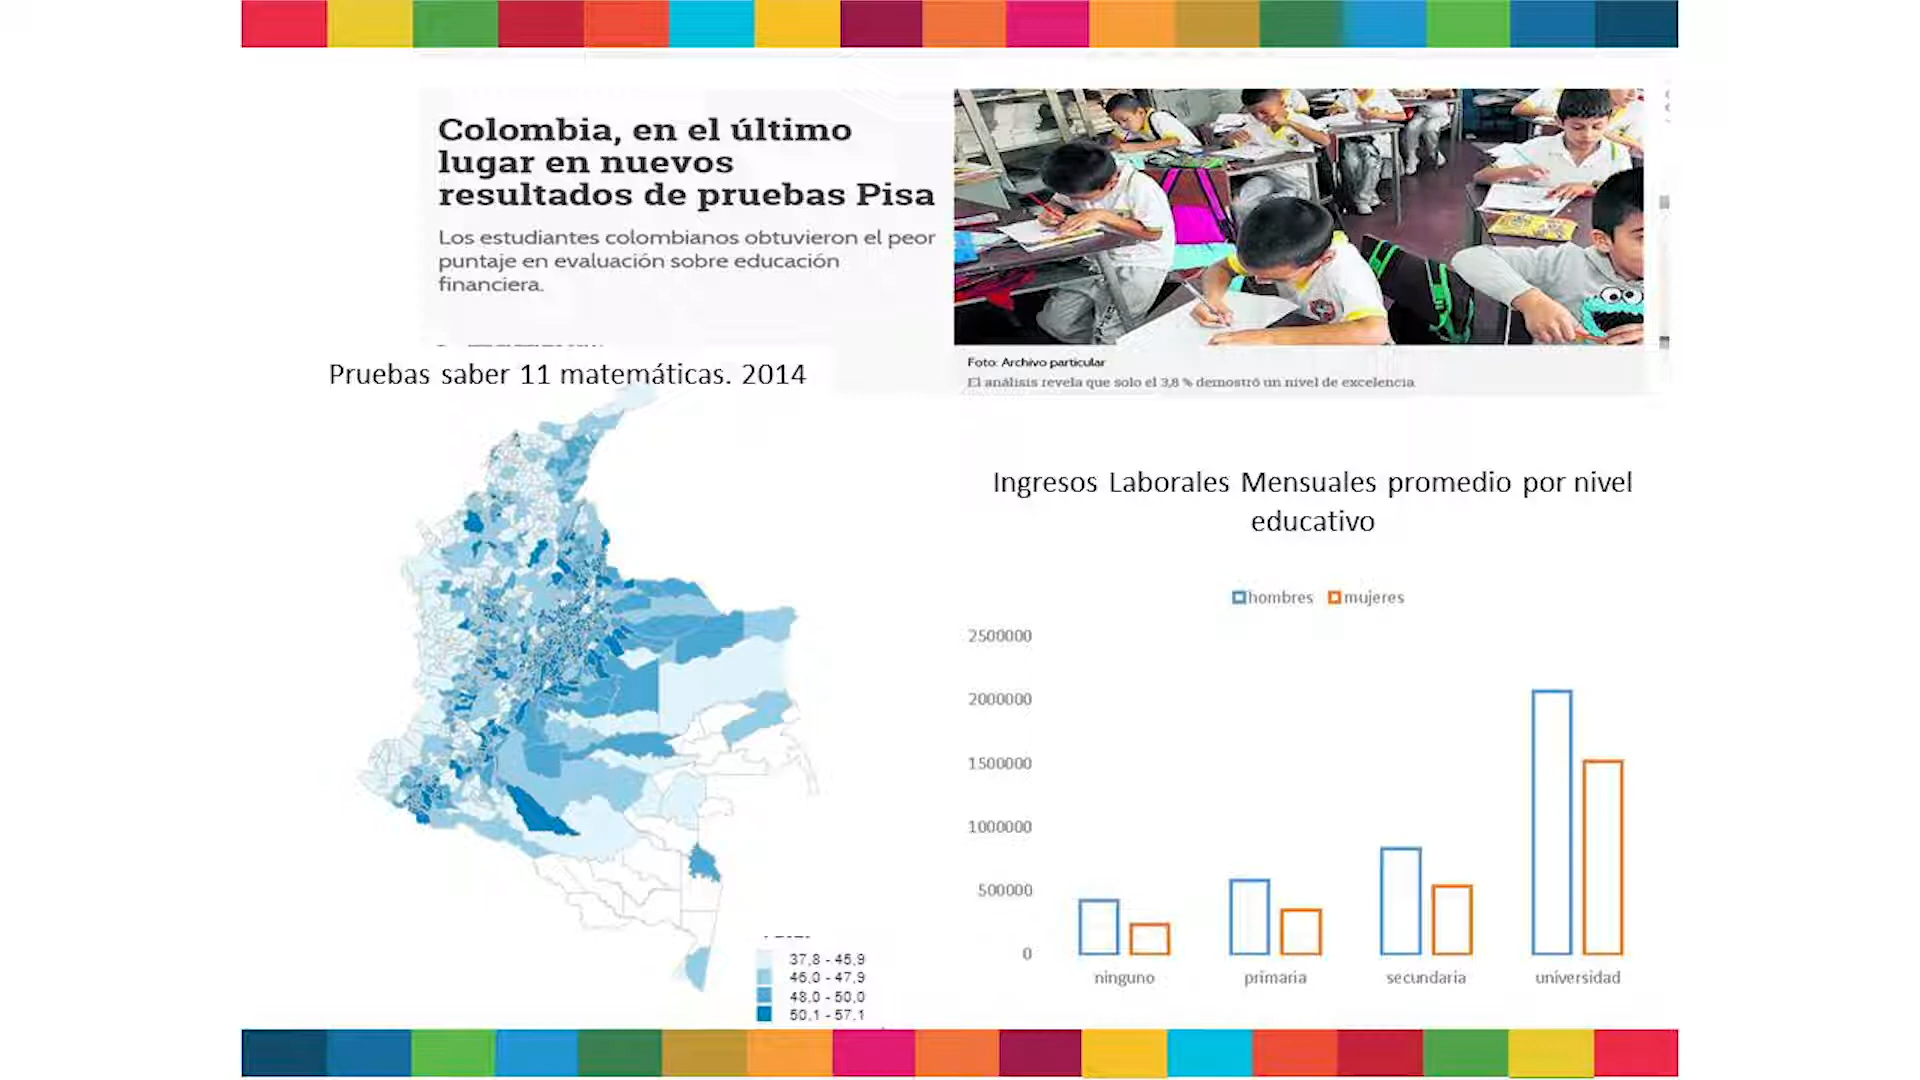 Colombia, en el último
lugar en nuevos
resultados de pruebas Pisa
Los estudiantes colombianos obtuvieron el peor
puntaje en evaluación sobre educación
financiera.
Foto: Archivo particular
El análisis revela que solo el 3,8 % demostró un nivel de excelencia
Pruebas saber 11 matemáticas. 2014
37,8 - 45,9
46,0 - 47,9
48,0 - 50,0
50,1 - 57,1
Ingresos Laborales Mensuales promedio por nivel
educativo
hombres mujeres
2500000
2000000
1500000
1000000
500000
0
ninguno primaria secundaria universidad